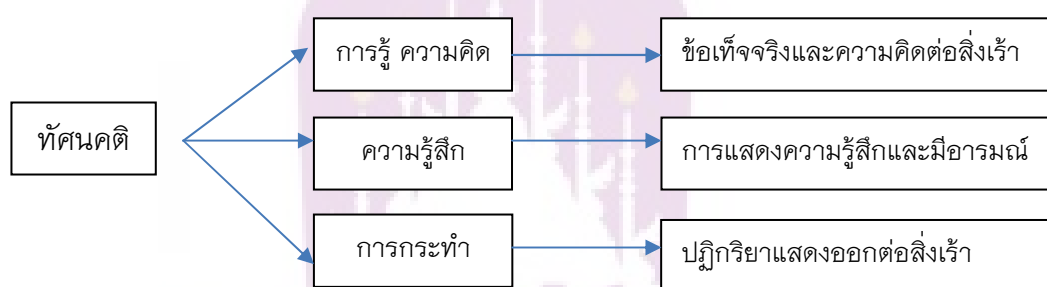 การรู้ ความคิด
ข้อเท็จจริงและความคิดต่อสิ่งเร้า
ทัศนคติ
ความรู้สึก
การแสดงความรู้สึกและมีอารมณ์
การกระทำ
ปฏิกริยาแสดงออกต่อสิ่งเร้า